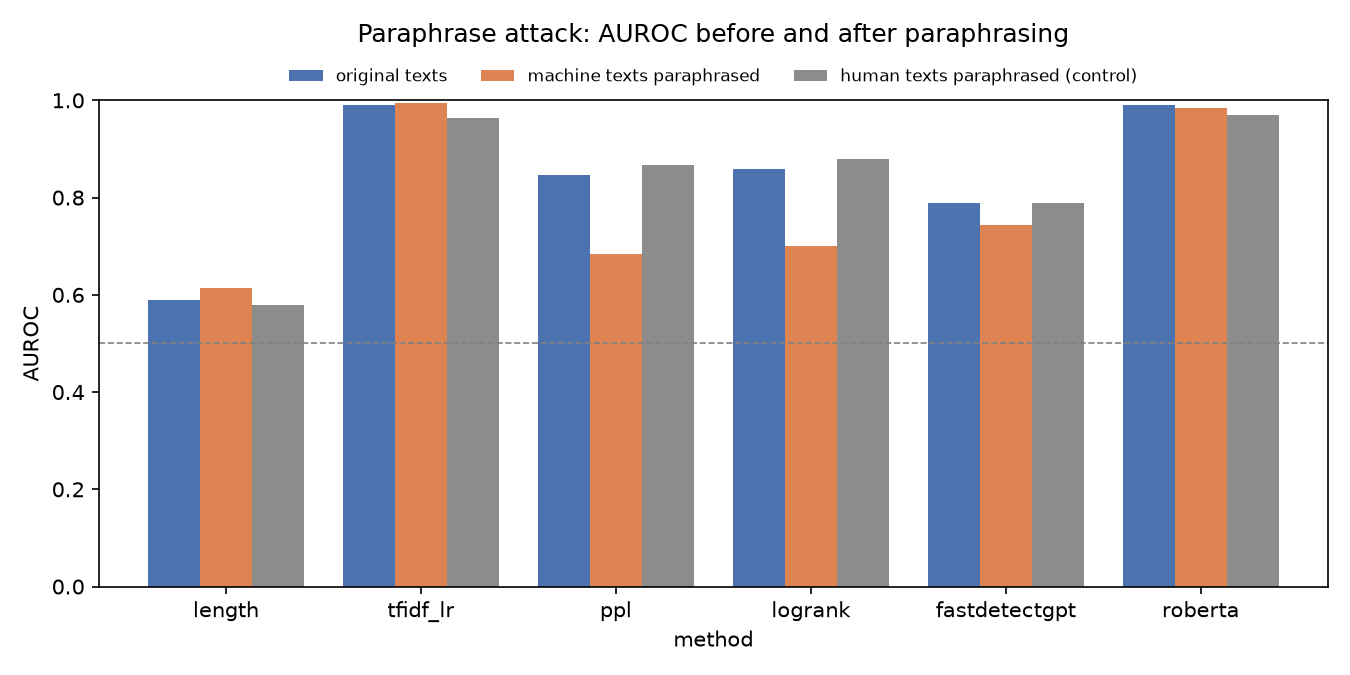 Paraphrase attack: AUROC before and after paraphrasing
original texts machine texts paraphrased human texts paraphrased (control)
1.0
0.8
0.6
0.4
0.2
0.0
AUROC
length tfidf_lr ppl logrank fastdetectgpt roberta
method